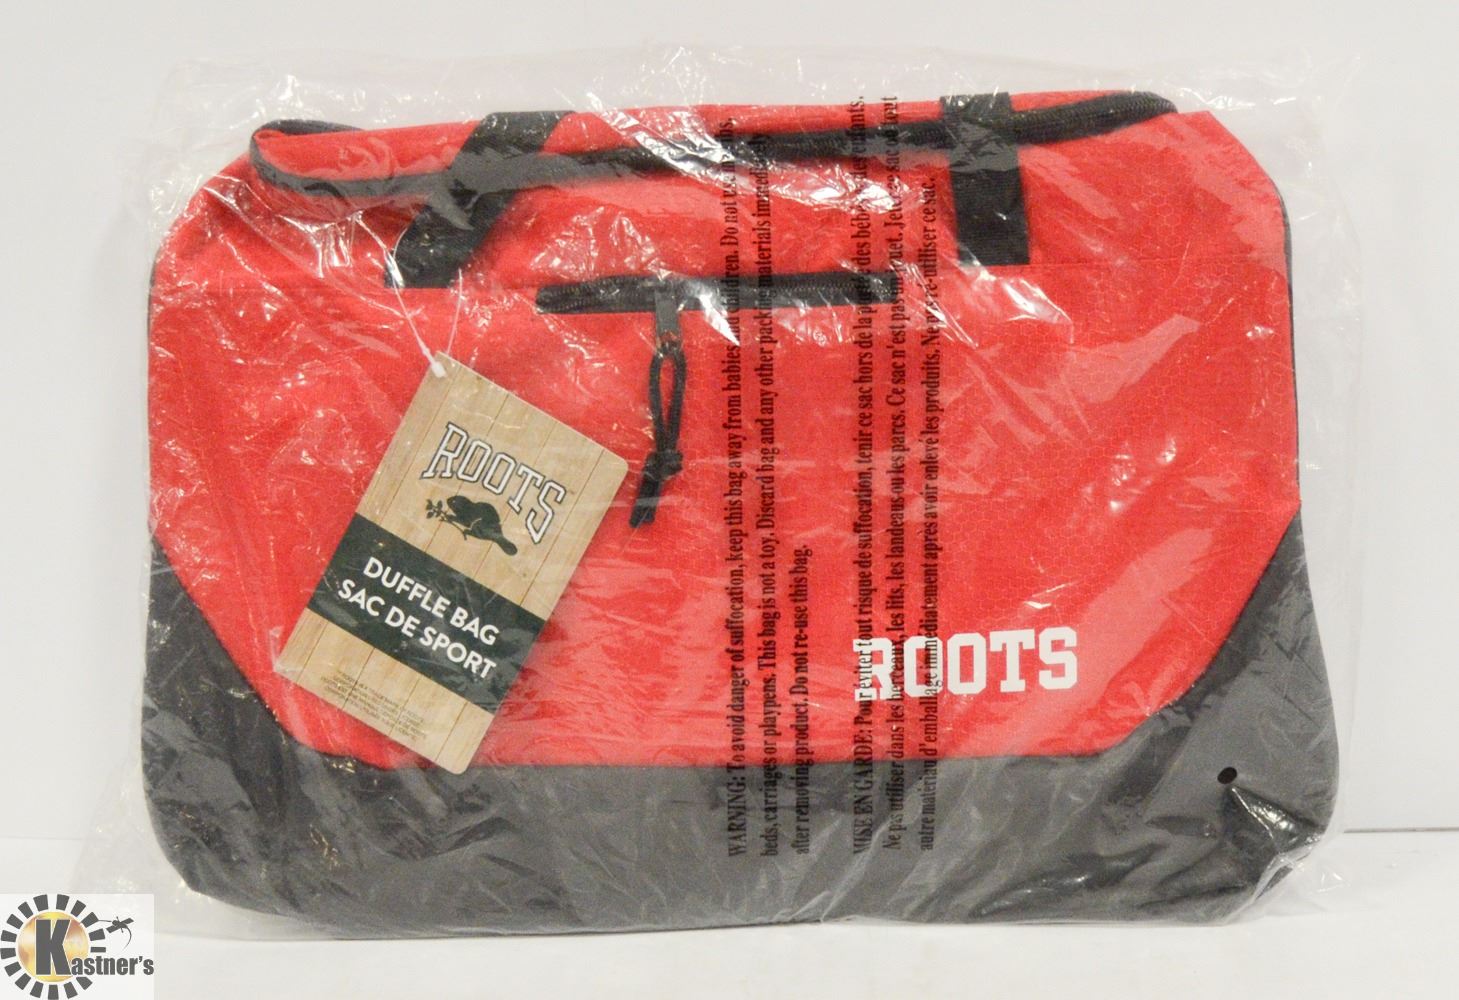 ROOTS
DUFFLE BAG
SAC DE SPORT
ROOTS
WARNING: To avoid danger of suffocation, keep this bag away from babies and children. Do not use in cribs,
beds, carriages or playpens. This bag is not a toy. Discard bag and any other packing materials immediately
after removing product. Do not re-use this bag.
MISE EN GARDE: Pour éviter tout risque de suffocation, tenir ce sac hors de la portée des bébés et des enfants.
Ne pas utiliser dans les berceaux, les lits, les landeaus ou les parcs. Ce sac n'est pas un jouet. Jeter ce sac et tout
autre materiau d'emballage immédiatement après avoir enlevé les produits. Ne pas ré-utiliser ce sac.
Kastner's